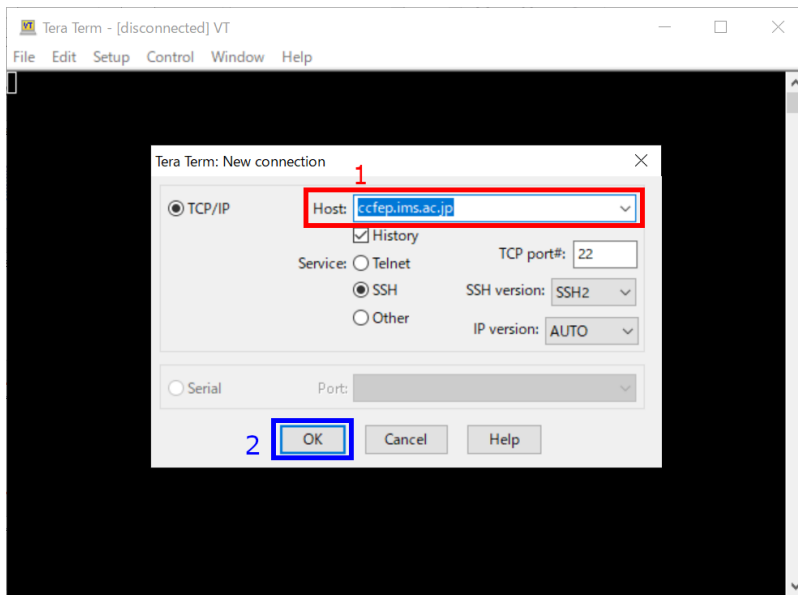 VT Tera Term - [disconnected] VT
File Edit Setup Control Window Help
Tera Term: New connection
1
TCP/IP Host: ccfep.ims.ac.jp
History
Service: Telnet TCP port#: 22
SSH SSH version: SSH2
Other IP version: AUTO
Serial Port:
2 OK Cancel Help